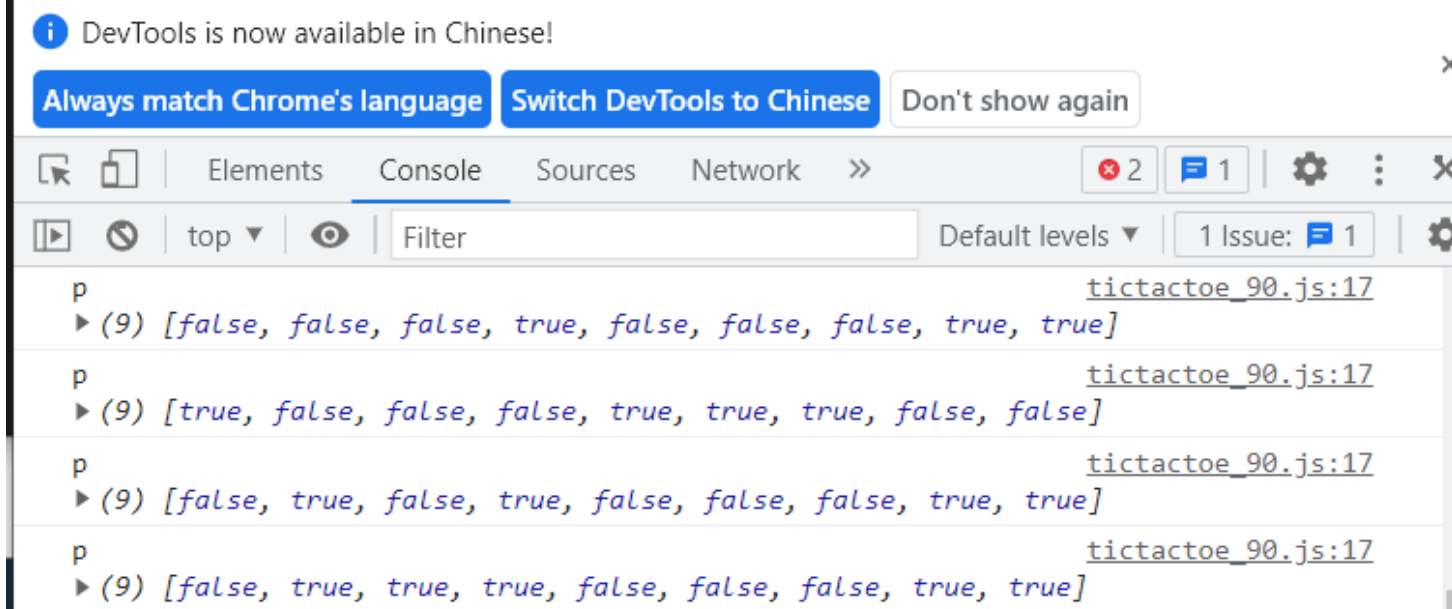 DevTools is now available in Chinese!
Always match Chrome's language Switch DevTools to Chinese Don't show again
Elements Console Sources Network » 2 1
top ▼ Filter Default levels ▼ 1 Issue: 1
p tictactoe_90.js:17
▶ (9) [false, false, false, true, false, false, false, true, true]
p tictactoe_90.js:17
▶ (9) [true, false, false, false, true, true, true, false, false]
p tictactoe_90.js:17
▶ (9) [false, true, false, true, false, false, false, true, true]
p tictactoe_90.js:17
▶ (9) [false, true, true, true, false, false, false, true, true]